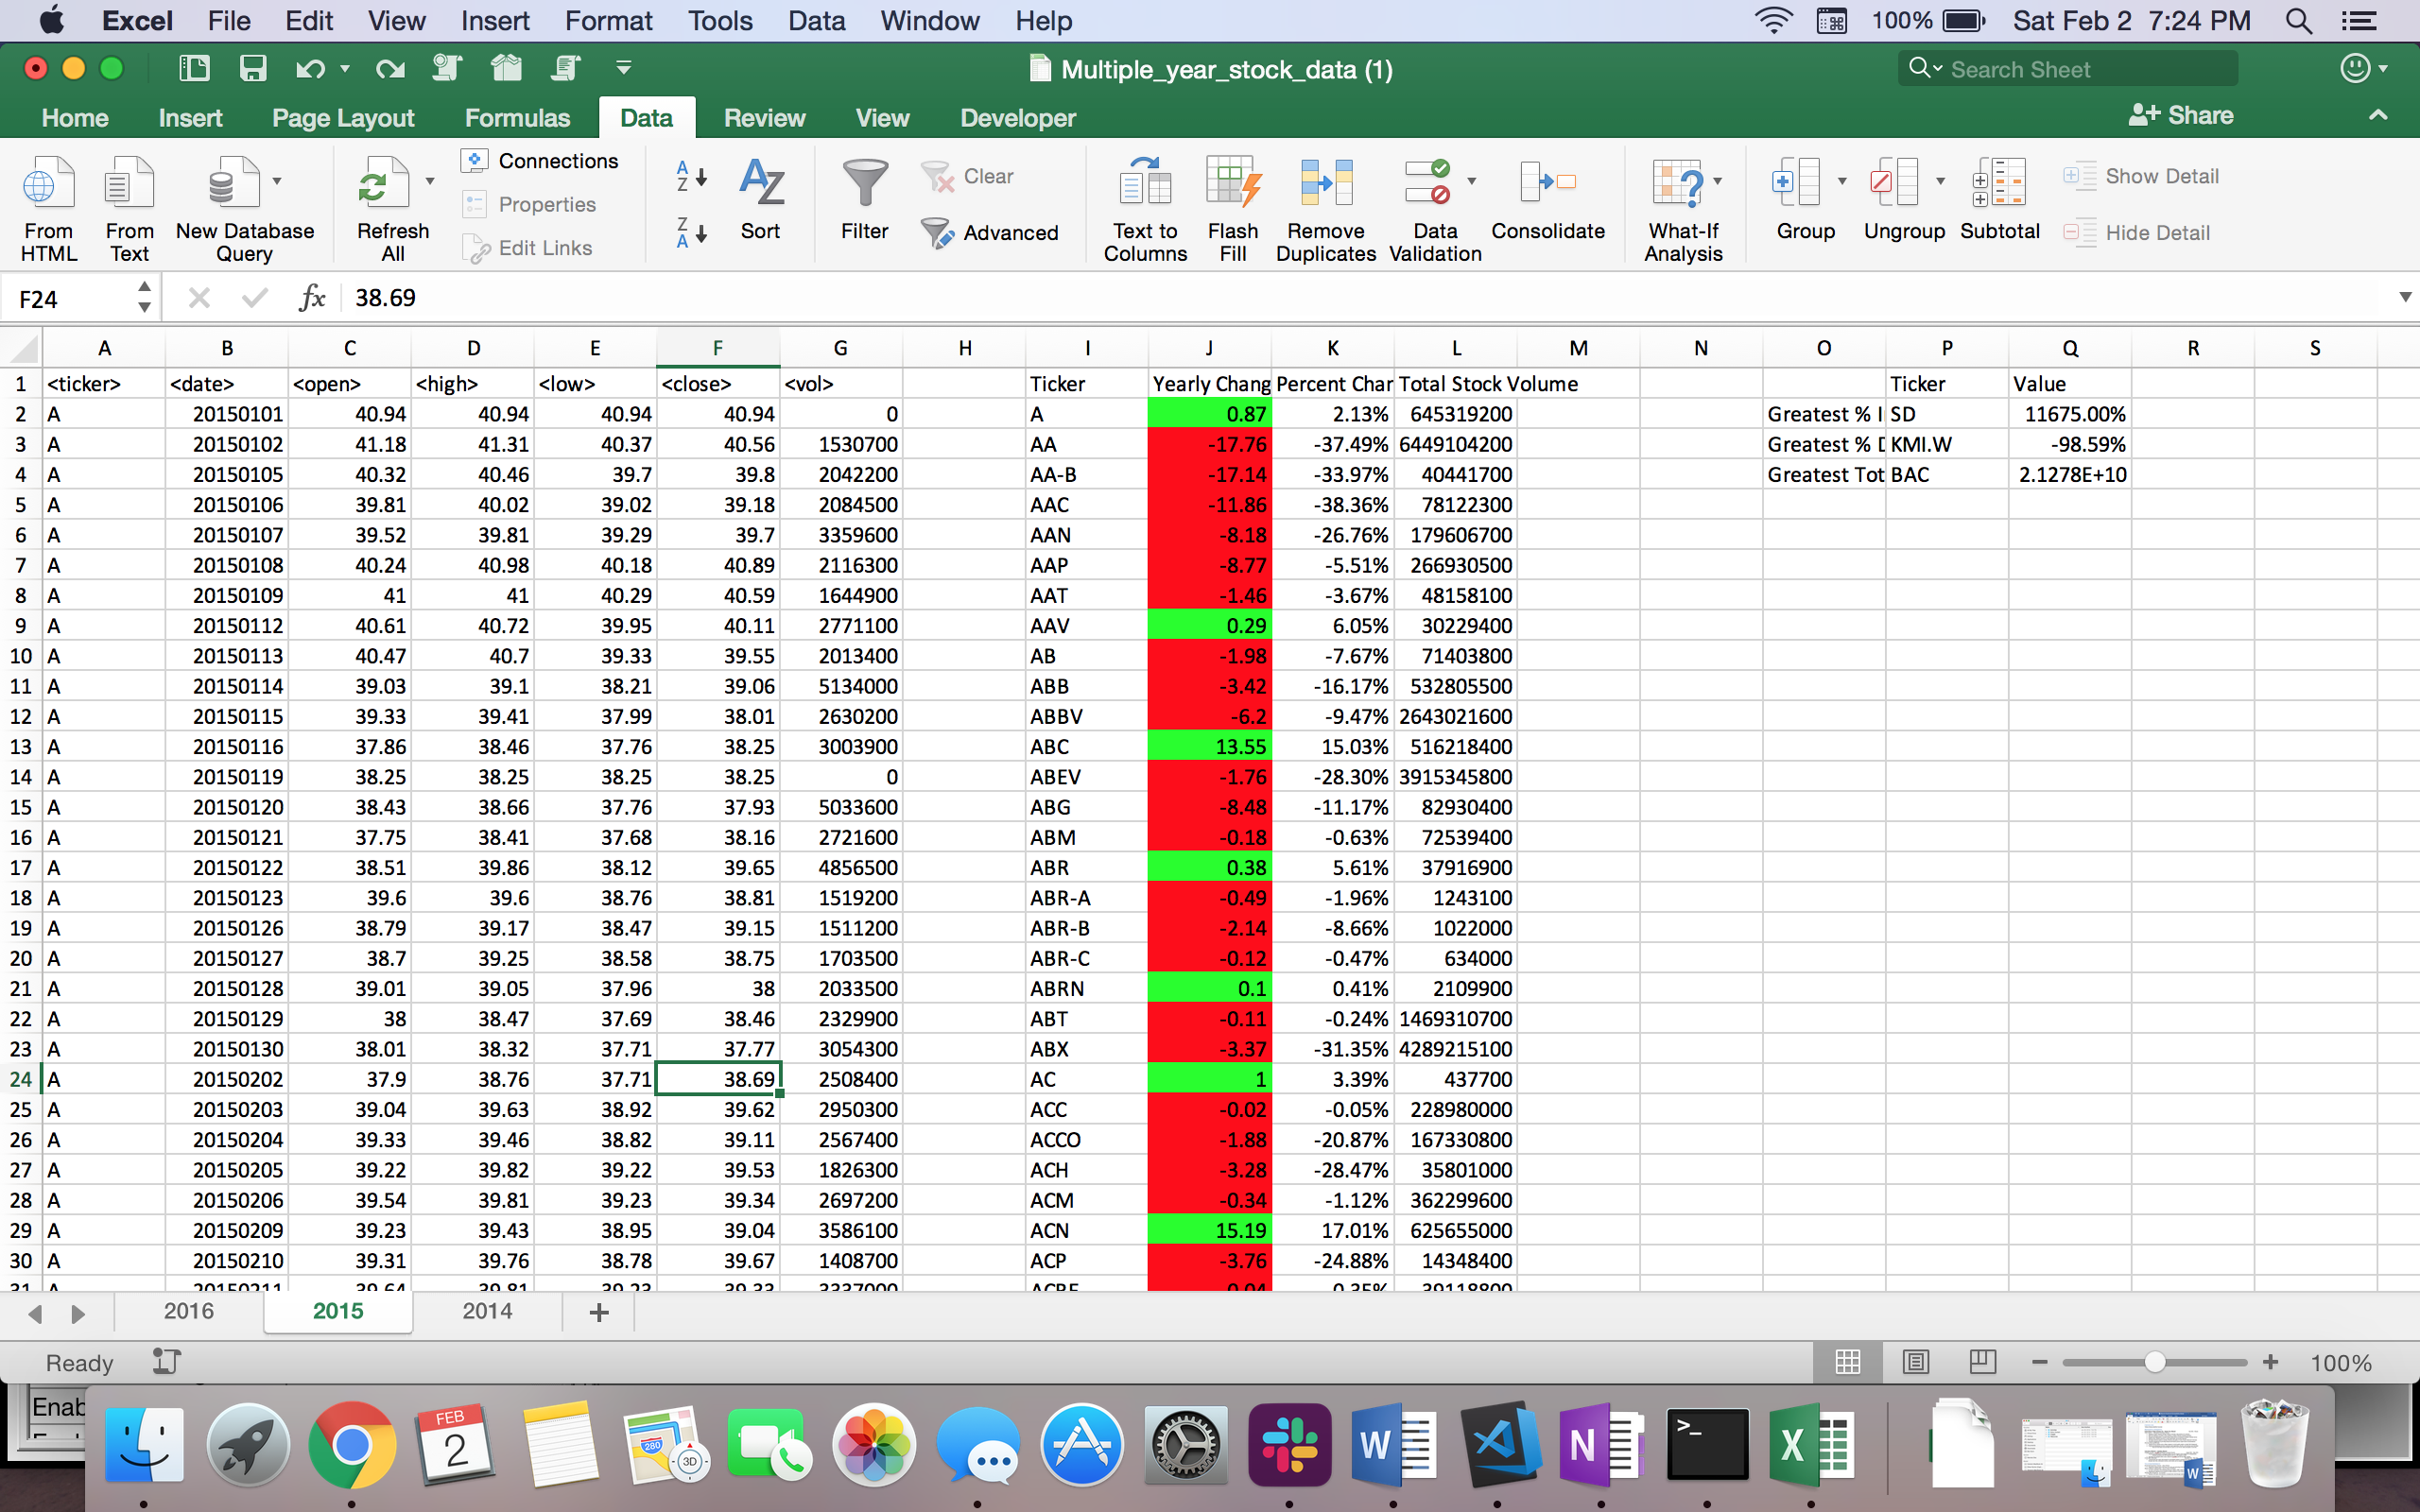 Excel File Edit View Insert Format Tools Data Window Help 100% Sat Feb 2 7:24 PM
Multiple_year_stock_data (1) Search Sheet
Home Insert Page Layout Formulas Data Review View Developer Share
From HTML From Text New Database Query Refresh All Connections Properties Edit Links Sort Filter Clear Advanced Text to Columns Flash Fill Remove Duplicates Data Validation Consolidate What-If Analysis Group Ungroup Subtotal Show Detail Hide Detail
F24 fx 38.69
A B C D E F G H I J K L M N O P Q R S
1 <ticker> <date> <open> <high> <low> <close> <vol> Ticker Yearly Chang Percent Char Total Stock Volume Ticker Value
2 A 20150101 40.94 40.94 40.94 40.94 0 A 0.87 2.13% 645319200 Greatest % I SD 11675.00%
3 A 20150102 41.18 41.31 40.37 40.56 1530700 AA -17.76 -37.49% 6449104200 Greatest % D KMI.W -98.59%
4 A 20150105 40.32 40.46 39.7 39.8 2042200 AA-B -17.14 -33.97% 40441700 Greatest Tot BAC 2.1278E+10
5 A 20150106 39.81 40.02 39.02 39.18 2084500 AAC -11.86 -38.36% 78122300
6 A 20150107 39.52 39.81 39.29 39.7 3359600 AAN -8.18 -26.76% 179606700
7 A 20150108 40.24 40.98 40.18 40.89 2116300 AAP -8.77 -5.51% 266930500
8 A 20150109 41 41 40.29 40.59 1644900 AAT -1.46 -3.67% 48158100
9 A 20150112 40.61 40.72 39.95 40.11 2771100 AAV 0.29 6.05% 30229400
10 A 20150113 40.47 40.7 39.33 39.55 2013400 AB -1.98 -7.67% 71403800
11 A 20150114 39.03 39.1 38.21 39.06 5134000 ABB -3.42 -16.17% 532805500
12 A 20150115 39.33 39.41 37.99 38.01 2630200 ABBV -6.2 -9.47% 2643021600
13 A 20150116 37.86 38.46 37.76 38.25 3003900 ABC 13.55 15.03% 516218400
14 A 20150119 38.25 38.25 38.25 38.25 0 ABEV -1.76 -28.30% 3915345800
15 A 20150120 38.43 38.66 37.76 37.93 5033600 ABG -8.48 -11.17% 82930400
16 A 20150121 37.75 38.41 37.68 38.16 2721600 ABM -0.18 -0.63% 72539400
17 A 20150122 38.51 39.86 38.12 39.65 4856500 ABR 0.38 5.61% 37916900
18 A 20150123 39.6 39.6 38.76 38.81 1519200 ABR-A -0.49 -1.96% 1243100
19 A 20150126 38.79 39.17 38.47 39.15 1511200 ABR-B -2.14 -8.66% 1022000
20 A 20150127 38.7 39.25 38.58 38.75 1703500 ABR-C -0.12 -0.47% 634000
21 A 20150128 39.01 39.05 37.96 38 2033500 ABRN 0.1 0.41% 2109900
22 A 20150129 38 38.47 37.69 38.46 2329900 ABT -0.11 -0.24% 1469310700
23 A 20150130 38.01 38.32 37.71 37.77 3054300 ABX -3.37 -31.35% 4289215100
24 A 20150202 37.9 38.76 37.71 38.69 2508400 AC 1 3.39% 437700
25 A 20150203 39.04 39.63 38.92 39.62 2950300 ACC -0.02 -0.05% 228980000
26 A 20150204 39.33 39.46 38.82 39.11 2567400 ACCO -1.88 -20.87% 167330800
27 A 20150205 39.22 39.82 39.22 39.53 1826300 ACH -3.28 -28.47% 35801000
28 A 20150206 39.54 39.81 39.23 39.34 2697200 ACM -0.34 -1.12% 362299600
29 A 20150209 39.23 39.43 38.95 39.04 3586100 ACN 15.19 17.01% 625655000
30 A 20150210 39.31 39.76 38.78 39.67 1408700 ACP -3.76 -24.88% 14348400
2016 2015 2014 +
Ready 100%
Enab
FEB
2
280
3D
W
N
>_
X
W